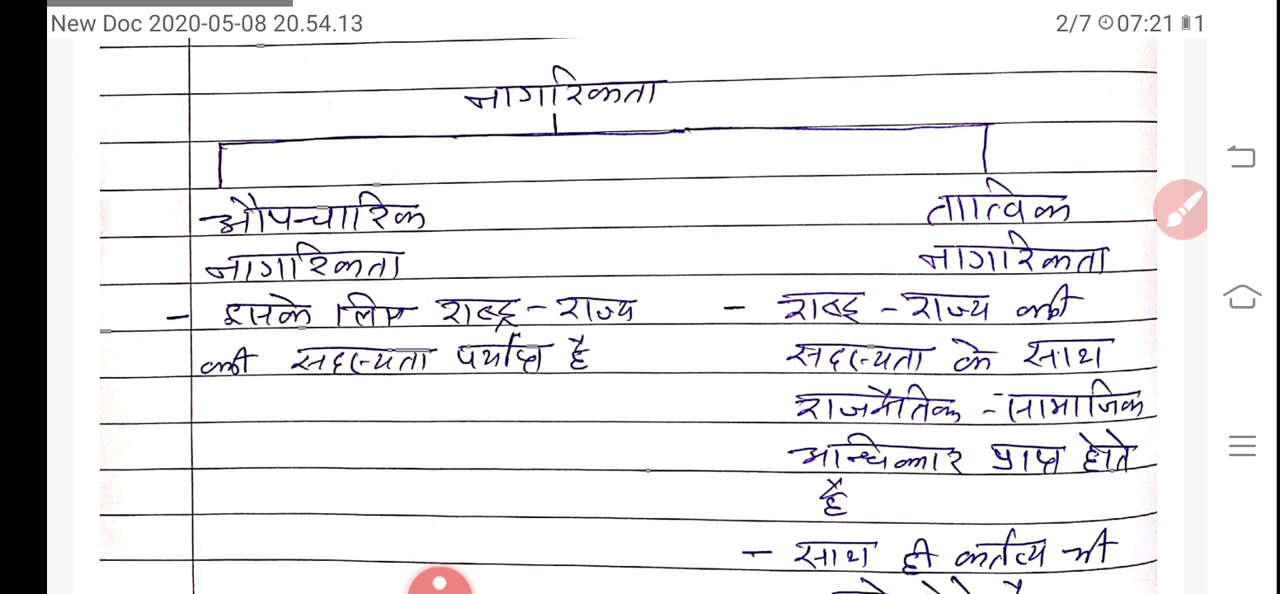 New Doc 2020-05-08 20.54.13
2/7 07:21 1
नागरिकता
औपचारिक
नागरिकता
- इसके लिए राष्ट्र-राज्य
की सदस्यता पर्याप्त है
तात्विक
नागरिकता
- राष्ट्र - राज्य की
सदस्यता के साथ
राजनैतिक - सामाजिक
अधिकार प्राप्त होते
है
- साथ ही कर्तव्य भी